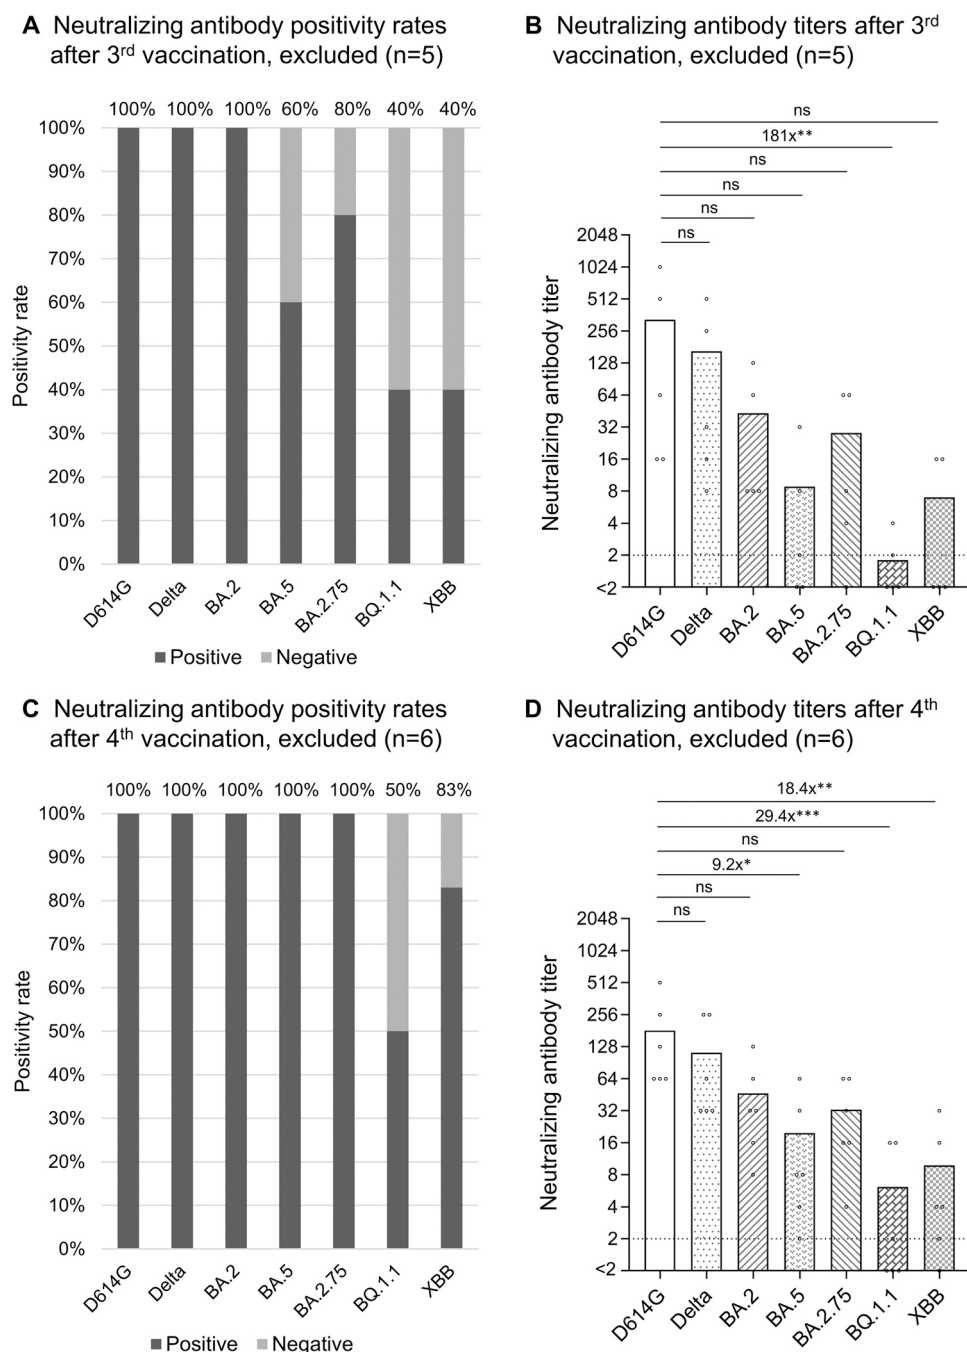 A Neutralizing antibody positivity rates
after 3rd vaccination, excluded (n=5)
100% 100% 100% 60% 80% 40% 40%
100%
90%
80%
70%
60%
50%
40%
30%
20%
10%
0%
Positivity rate
D614G Delta BA.2 BA.5 BA.2.75 BQ.1.1 XBB
Positive Negative
B Neutralizing antibody titers after 3rd
vaccination, excluded (n=5)
ns
181x**
ns
ns
ns
ns
2048
1024
512
256
128
64
32
16
8
4
2
<2
Neutralizing antibody titer
D614G Delta BA.2 BA.5 BA.2.75 BQ.1.1 XBB
C Neutralizing antibody positivity rates
after 4th vaccination, excluded (n=6)
100% 100% 100% 100% 100% 50% 83%
100%
90%
80%
70%
60%
50%
40%
30%
20%
10%
0%
Positivity rate
D614G Delta BA.2 BA.5 BA.2.75 BQ.1.1 XBB
Positive Negative
D Neutralizing antibody titers after 4th
vaccination, excluded (n=6)
18.4x**
29.4x***
ns
9.2x*
ns
ns
2048
1024
512
256
128
64
32
16
8
4
2
<2
Neutralizing antibody titer
D614G Delta BA.2 BA.5 BA.2.75 BQ.1.1 XBB